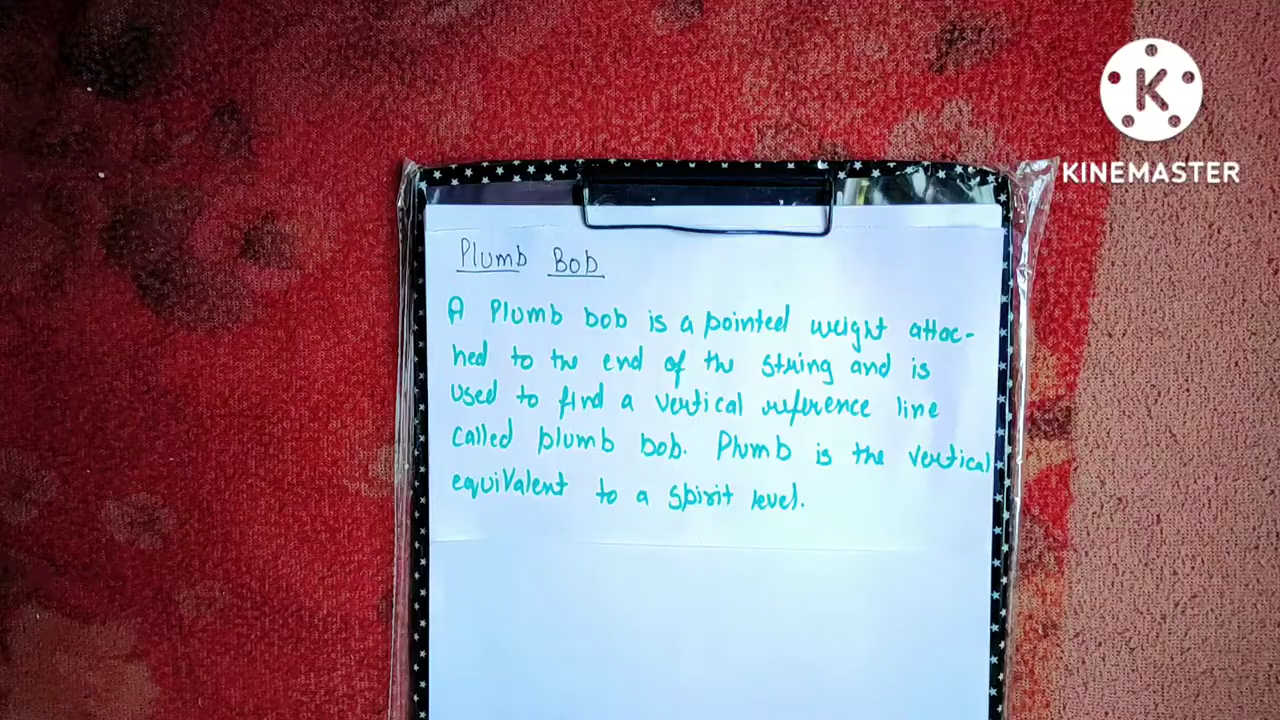 KINEMASTER
Plumb Bob
A Plumb bob is a pointed weight attac-
hed to the end of the string and is
used to find a vertical reference line
called plumb bob. Plumb is the vertical
equivalent to a spirit level.